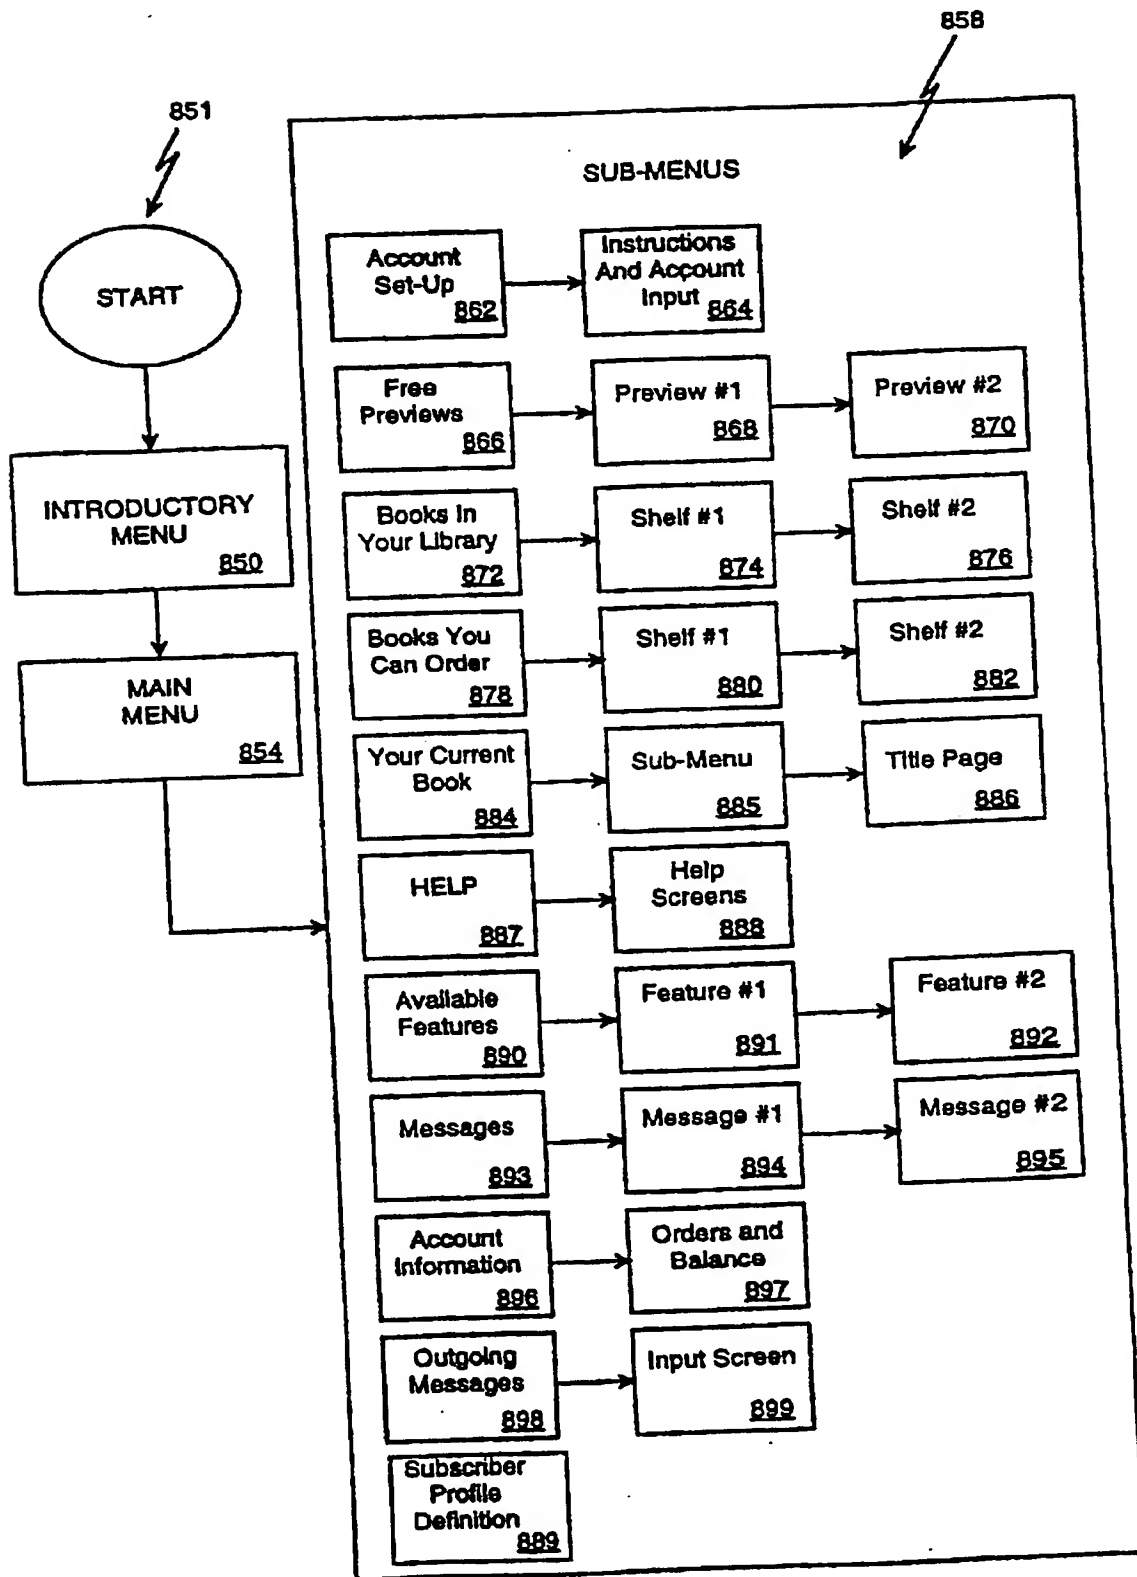 858
851
SUB-MENUS
START
Account
Set-Up
862
Instructions
And Account
Input
864
Free
Previews
866
Preview #1
868
Preview #2
870
INTRODUCTORY
MENU
850
Books In
Your Library
872
Shelf #1
874
Shelf #2
876
MAIN
MENU
854
Books You
Can Order
878
Shelf #1
880
Shelf #2
882
Your Current
Book
884
Sub-Menu
885
Title Page
886
HELP
887
Help
Screens
888
Available
Features
890
Feature #1
891
Feature #2
892
Messages
893
Message #1
894
Message #2
895
Account
Information
896
Orders and
Balance
897
Outgoing
Messages
898
Input Screen
899
Subscriber
Profile
Definition
889